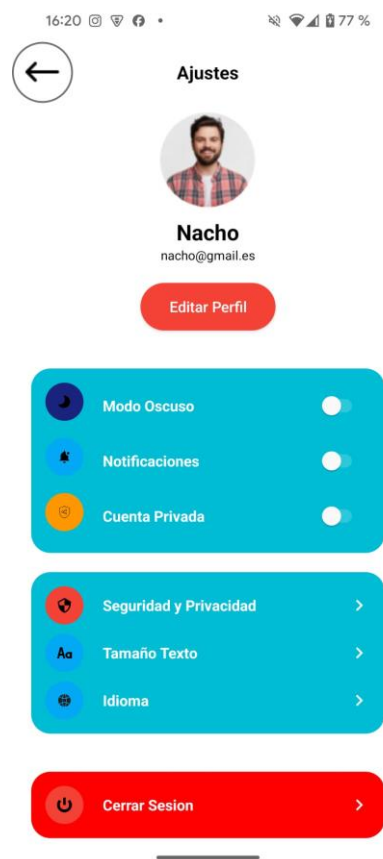 16:20 77 %
Ajustes
Nacho
nacho@gmail.es
Editar Perfil
Modo Oscuso
Notificaciones
Cuenta Privada
Seguridad y Privacidad
Aa Tamaño Texto
Idioma
Cerrar Sesion